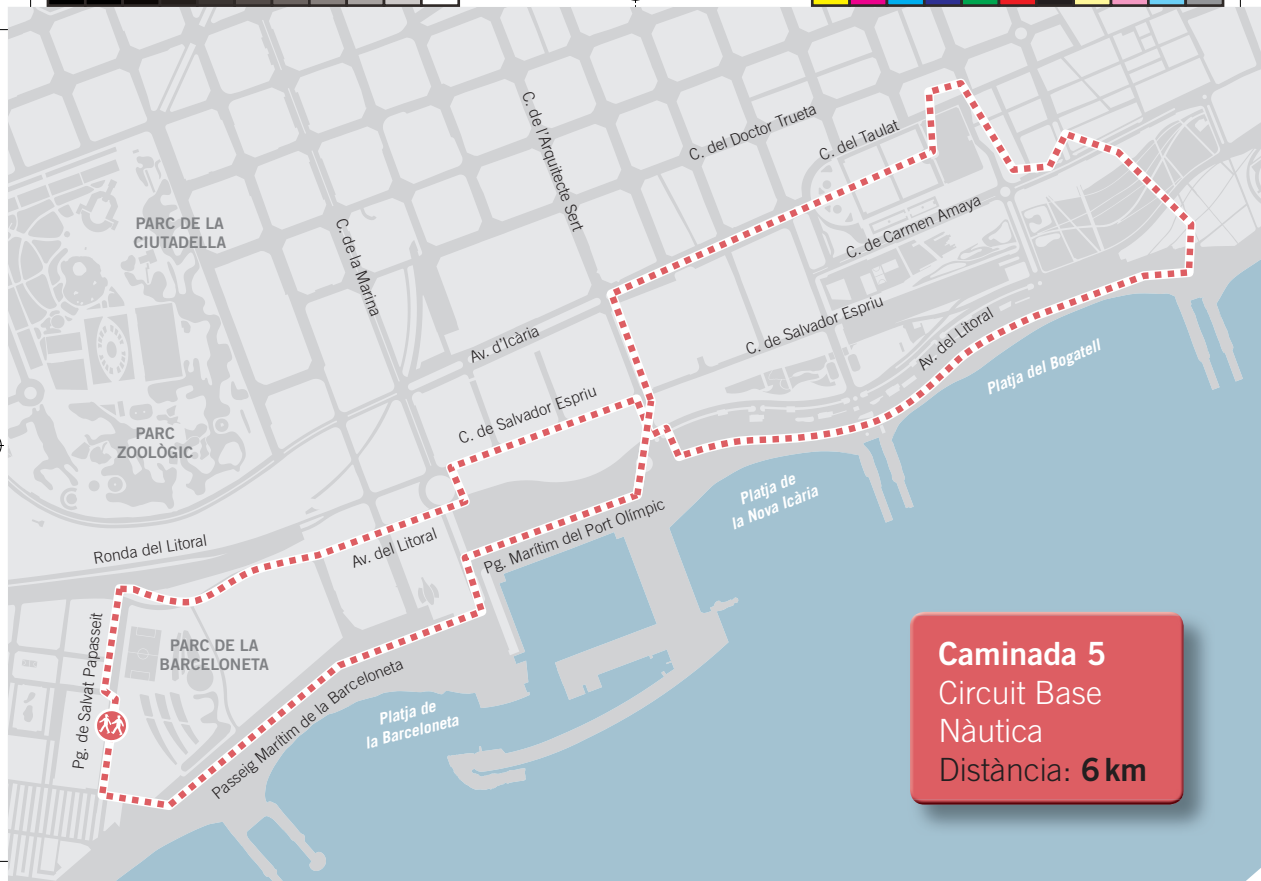 C. del Doctor Trueta
C. del Taulat
C. de l'Arquitecte Sert
PARC DE LA
CIUTADELLA
C. de la Marina
C. de Carmen Amaya
Av. d'Icària
C. de Salvador Espriu
Av. del Litoral
Platja del Bogatell
C. de Salvador Espriu
PARC
ZOOLÒGIC
Platja de
la Nova Icària
Ronda del Litoral
Av. del Litoral
Pg. Marítim del Port Olímpic
Pg. de Salvat Papasseit
PARC DE LA
BARCELONETA
Passeig Marítim de la Barceloneta
Platja de
la Barceloneta
Caminada 5
Circuit Base
Nàutica
Distància: 6 km